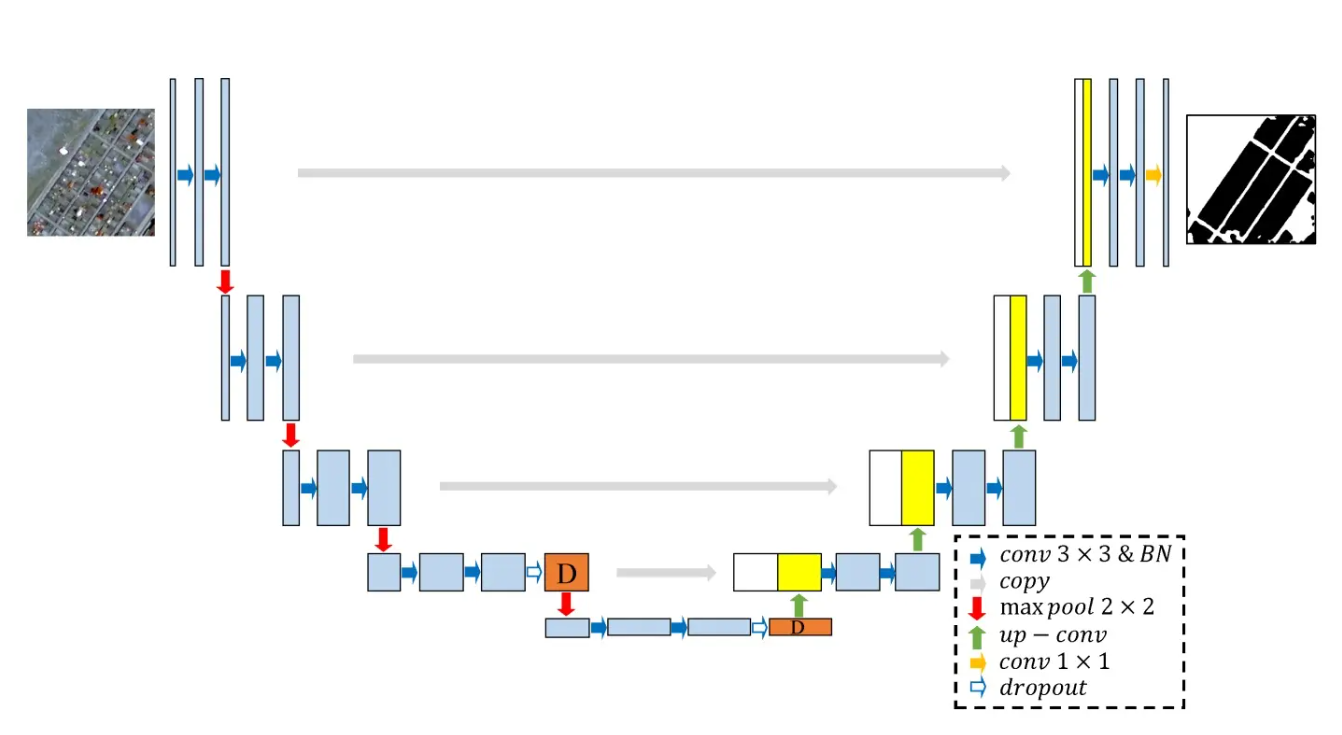 D
D
conv 3 × 3 & BN
copy
max pool 2 × 2
up − conv
conv 1 × 1
dropout